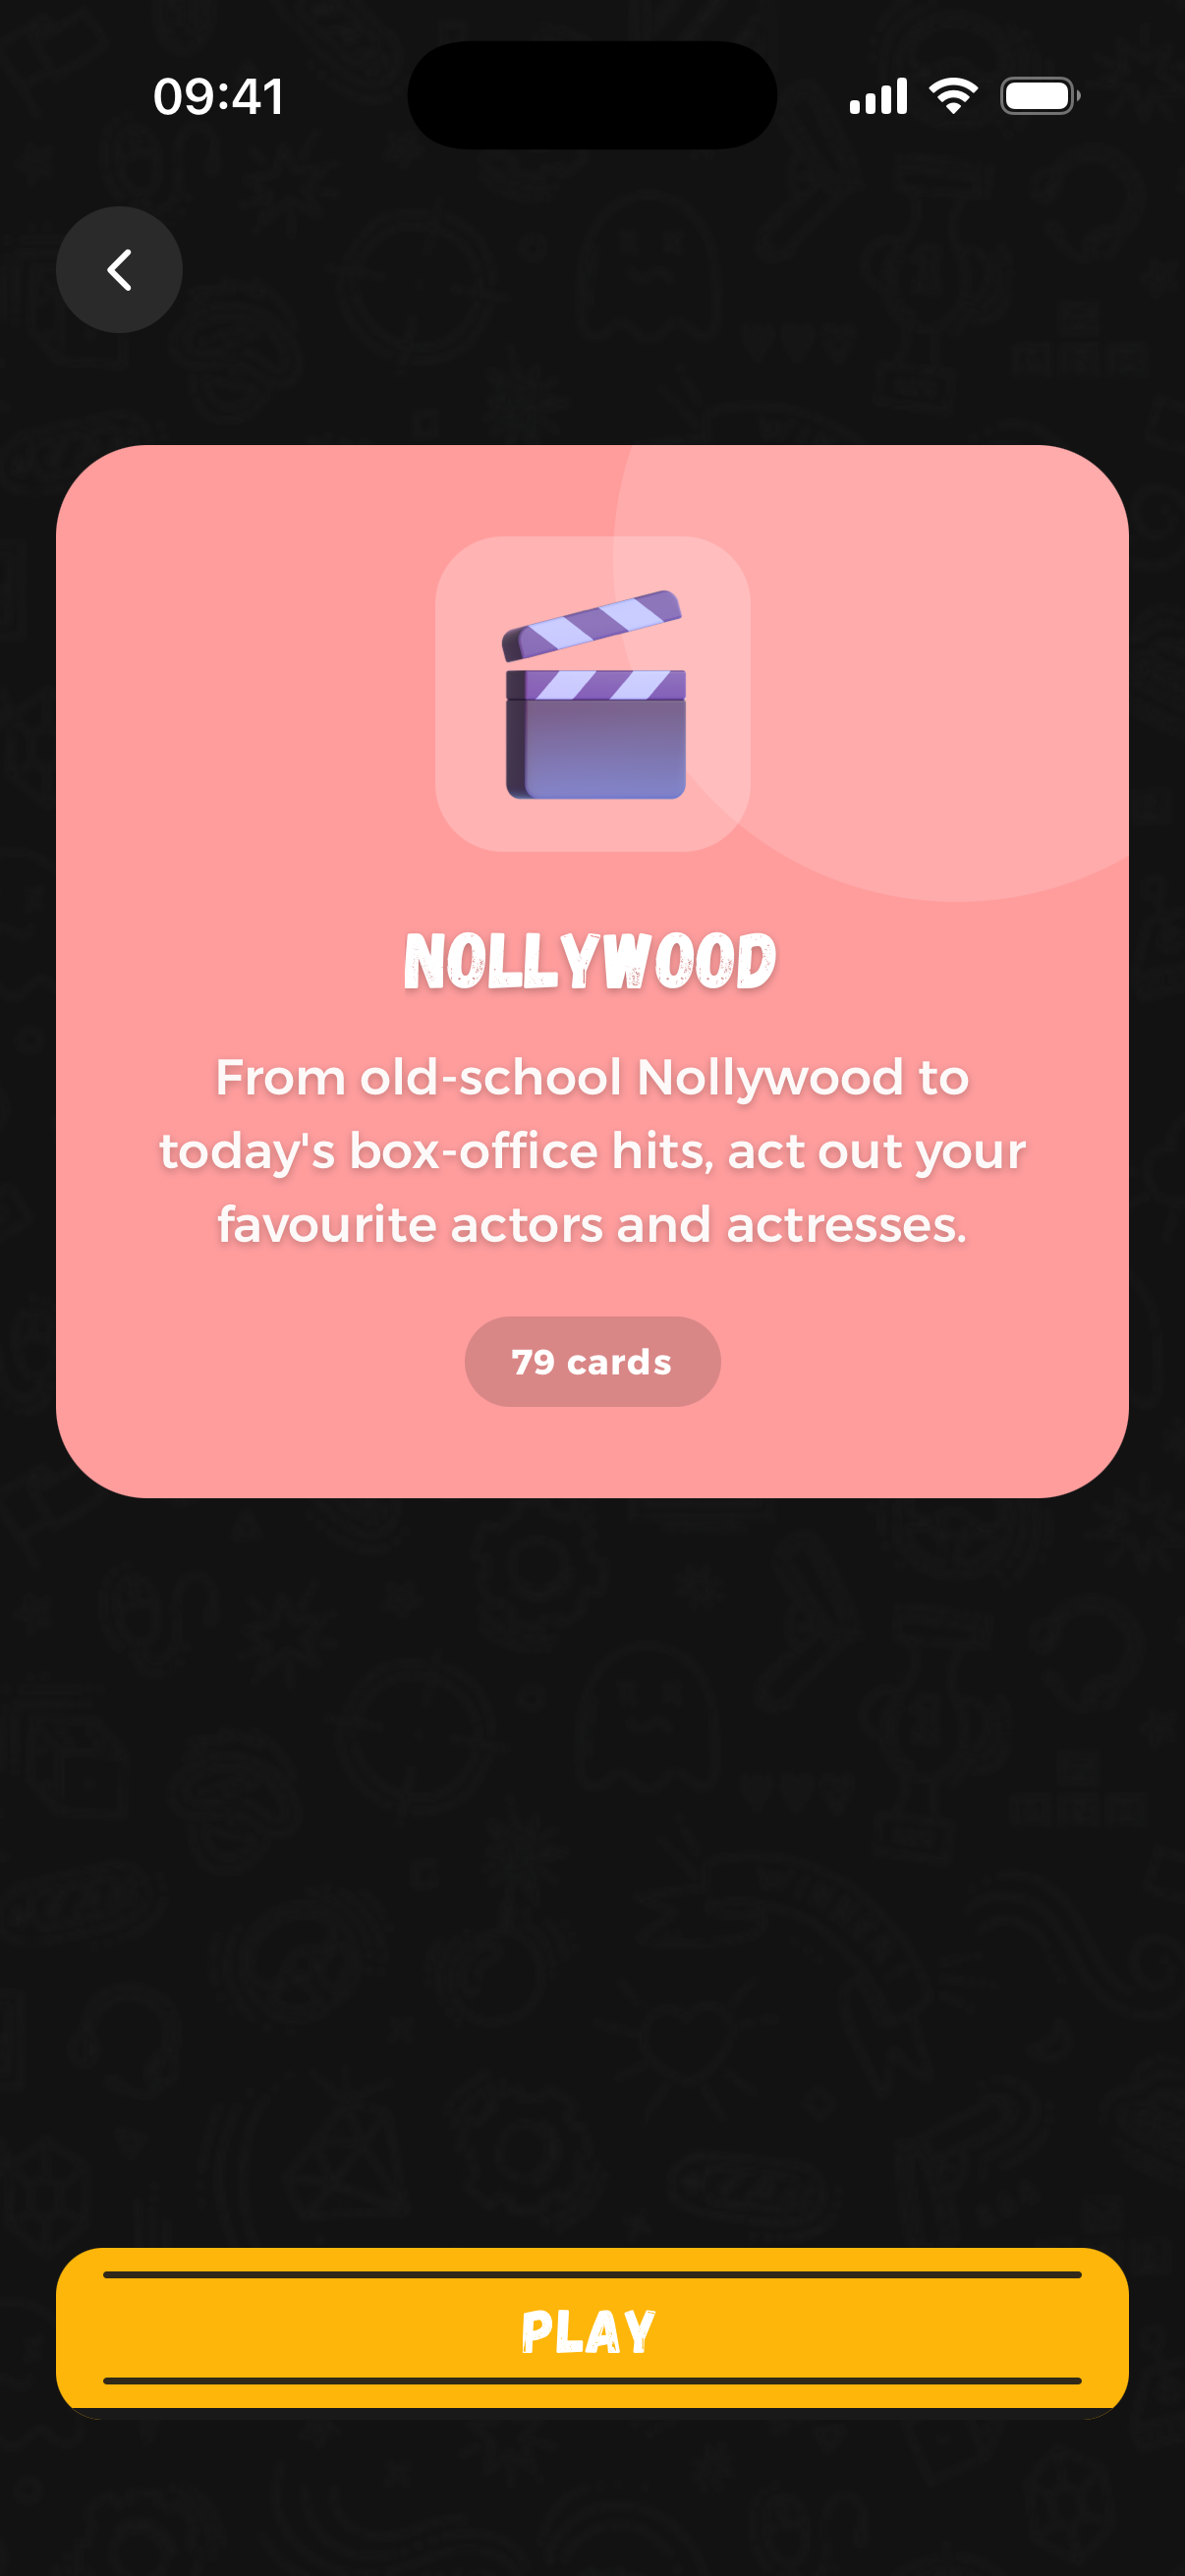 09:41
NOLLYWOOD
From old-school Nollywood to
today's box-office hits, act out your
favourite actors and actresses.
79 cards
PLAY